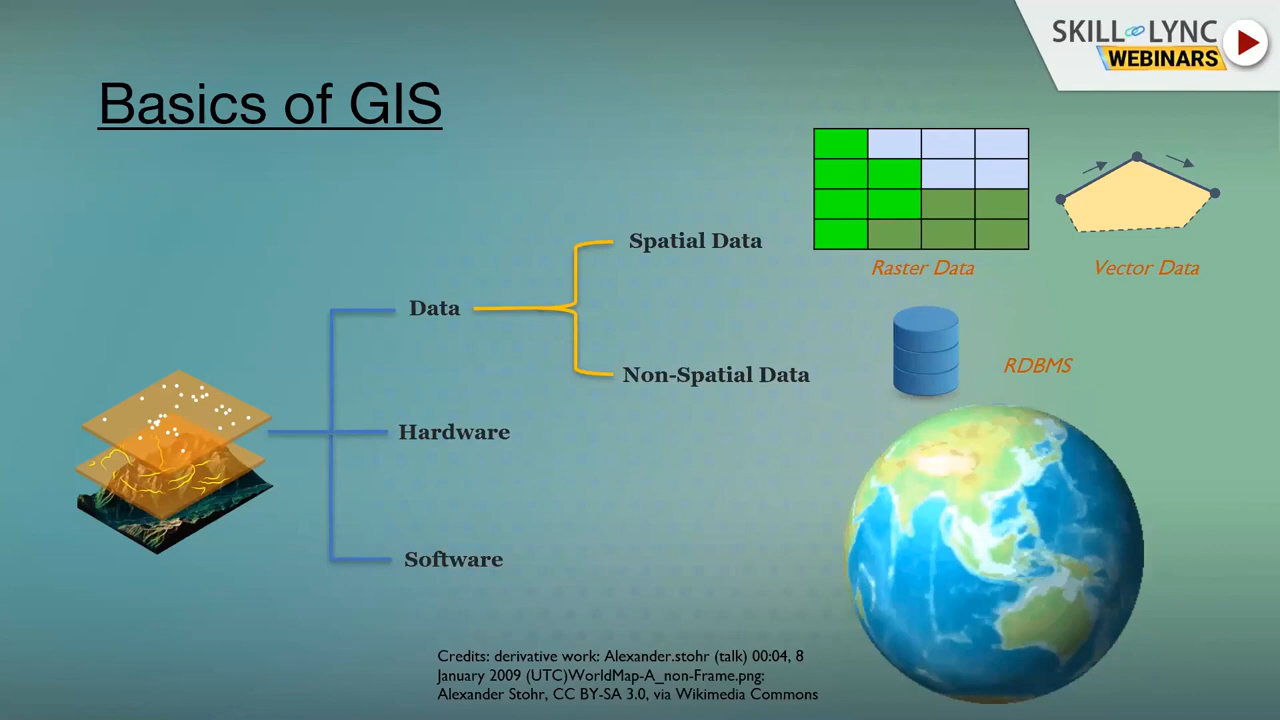 SKILL LYNC
WEBINARS
Basics of GIS
Spatial Data
Raster Data
Vector Data
Data
RDBMS
Non-Spatial Data
Hardware
Software
Credits: derivative work: Alexander.stohr (talk) 00:04, 8
January 2009 (UTC)WorldMap-A_non-Frame.png:
Alexander Stohr, CC BY-SA 3.0, via Wikimedia Commons